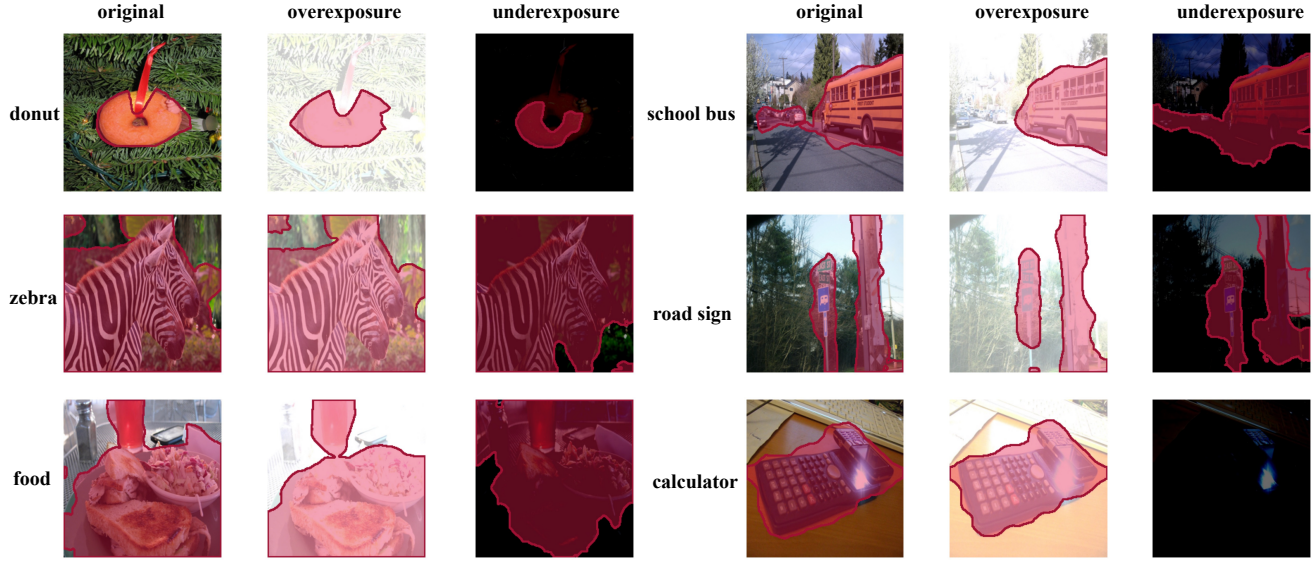 original overexposure underexposure original overexposure underexposure
donut school bus
zebra road sign
food calculator